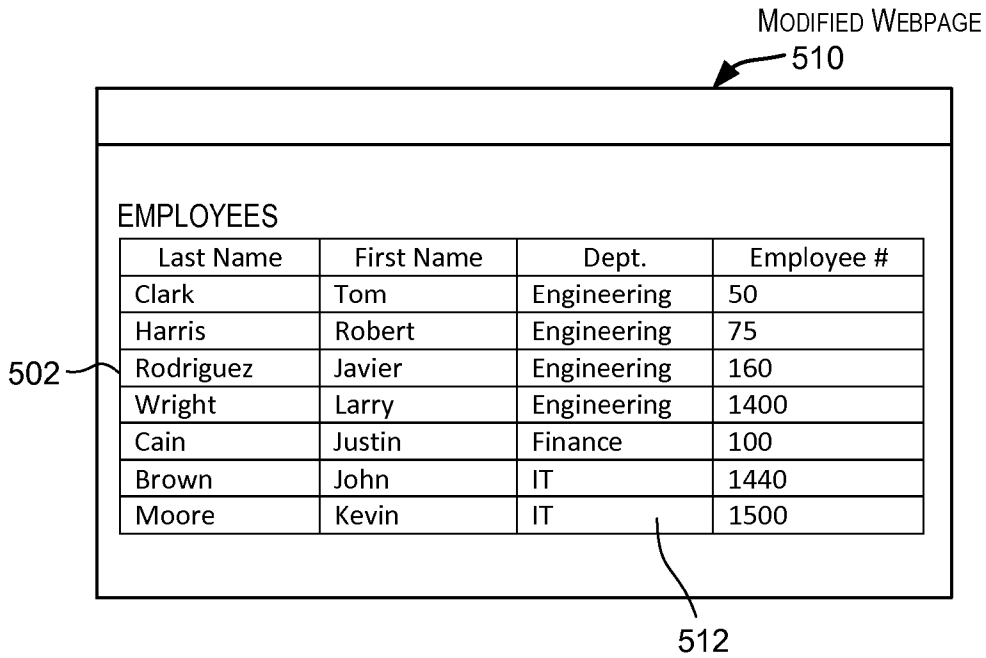 MODIFIED WEBPAGE
510
EMPLOYEES
Last Name First Name Dept. Employee #
Clark Tom Engineering 50
Harris Robert Engineering 75
502 Rodriguez Javier Engineering 160
Wright Larry Engineering 1400
Cain Justin Finance 100
Brown John IT 1440
Moore Kevin IT 1500
512